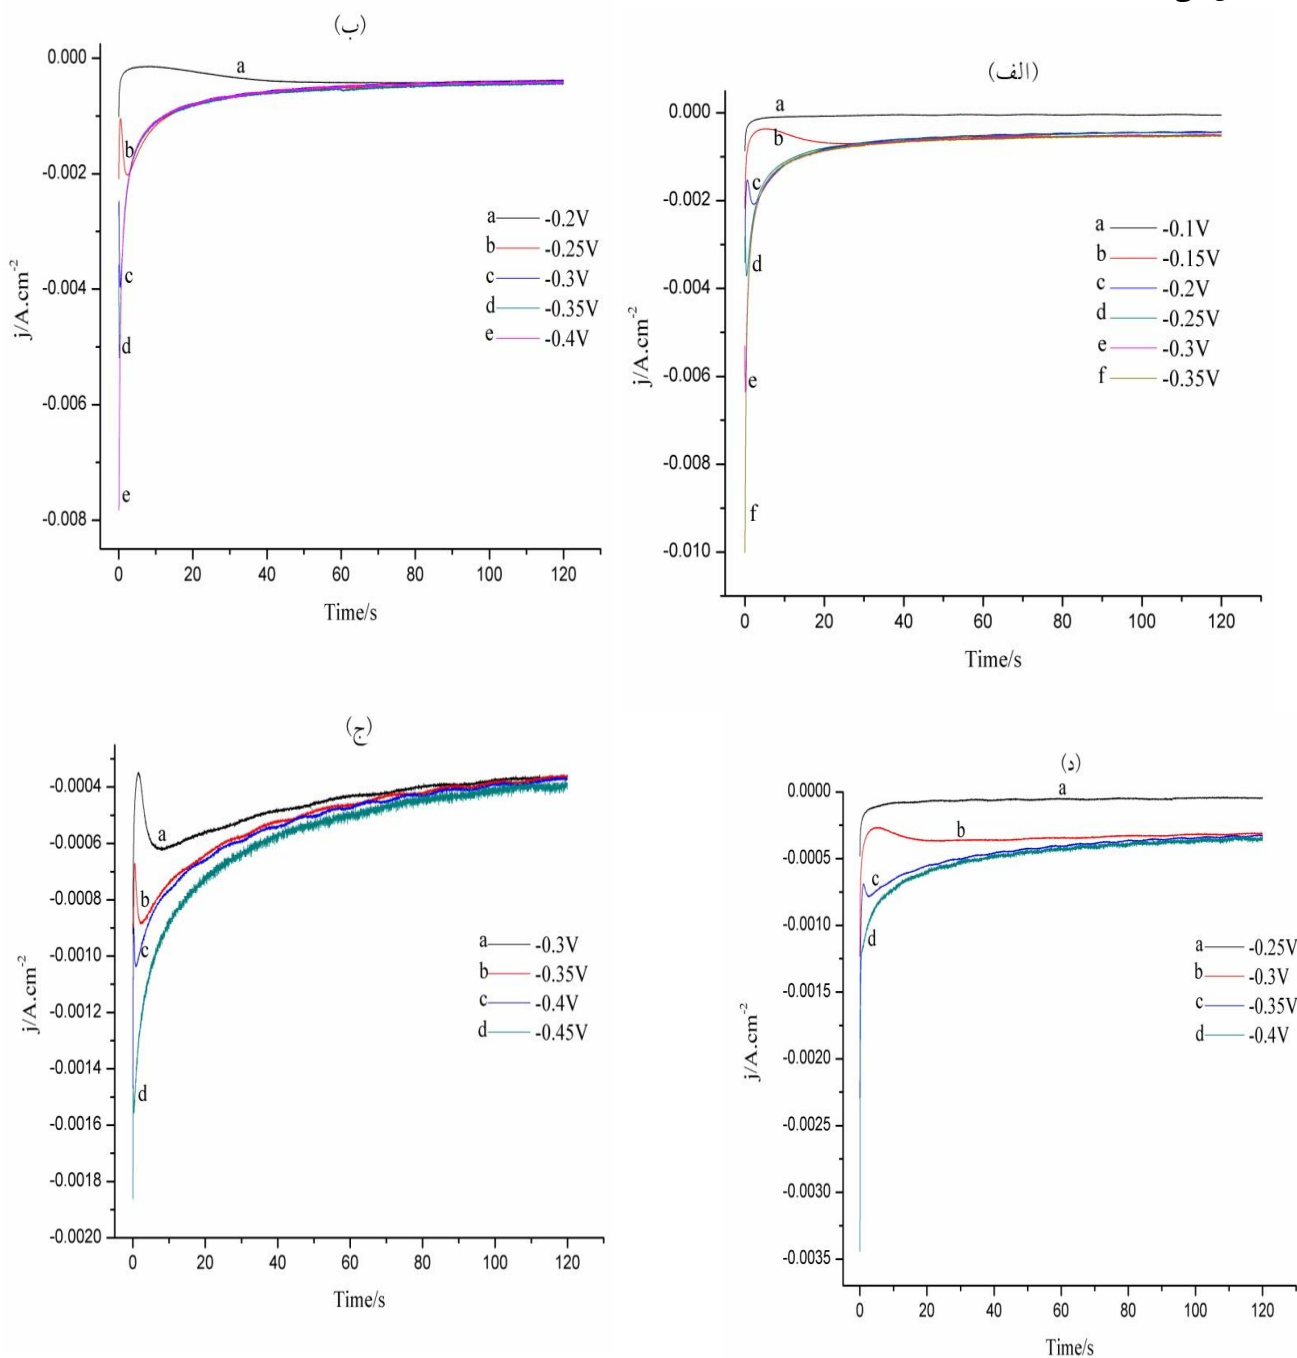 (ب)
0.000
-0.002
-0.004
-0.006
-0.008
j/A.cm-2
a
b
c
d
e
a -0.2V
b -0.25V
c -0.3V
d -0.35V
e -0.4V
0 20 40 60 80 100 120
Time/s
(الف)
0.000
-0.002
-0.004
-0.006
-0.008
-0.010
j/A.cm-2
a
b
c
d
e
f
a -0.1V
b -0.15V
c -0.2V
d -0.25V
e -0.3V
f -0.35V
0 20 40 60 80 100 120
Time/s
(ج)
-0.0004
-0.0006
-0.0008
-0.0010
-0.0012
-0.0014
-0.0016
-0.0018
-0.0020
j/A.cm-2
a
b
c
d
a -0.3V
b -0.35V
c -0.4V
d -0.45V
0 20 40 60 80 100 120
Time/s
(د)
0.0000
-0.0005
-0.0010
-0.0015
-0.0020
-0.0025
-0.0030
-0.0035
j/A.cm-2
a
b
c
d
a -0.25V
b -0.3V
c -0.35V
d -0.4V
0 20 40 60 80 100 120
Time/s